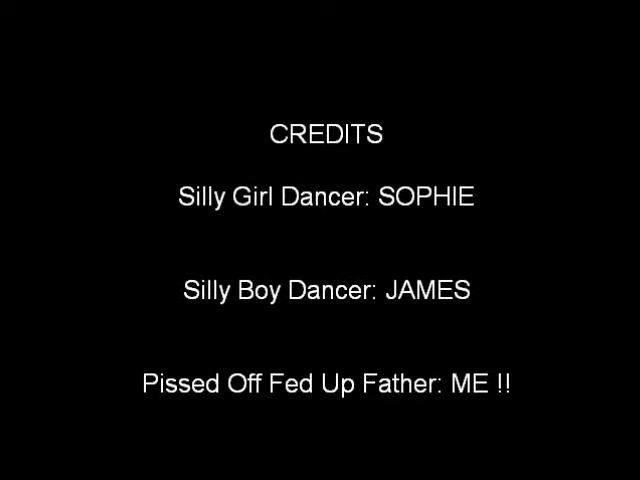 CREDITS
Silly Girl Dancer: SOPHIE
Silly Boy Dancer: JAMES
Pissed Off Fed Up Father: ME !!